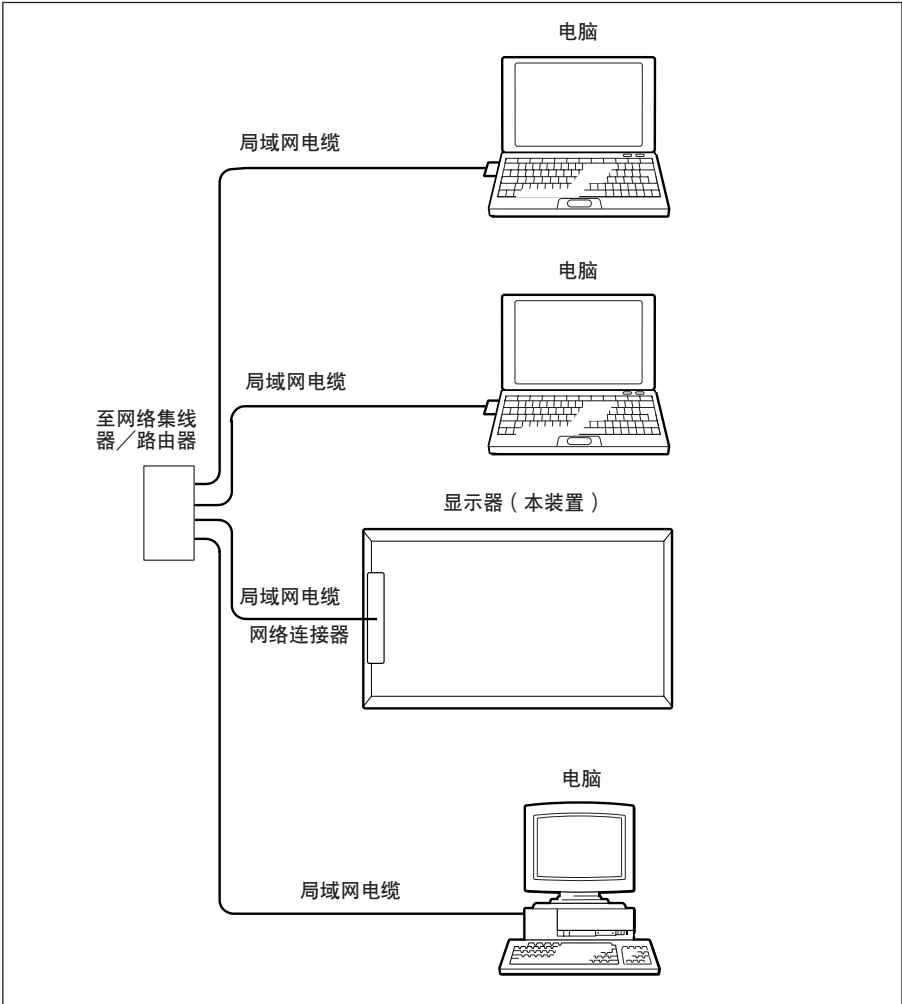 电脑
局域网电缆
电脑
局域网电缆
至网络集线
器／路由器
显示器（本装置）
局域网电缆
网络连接器
电脑
局域网电缆